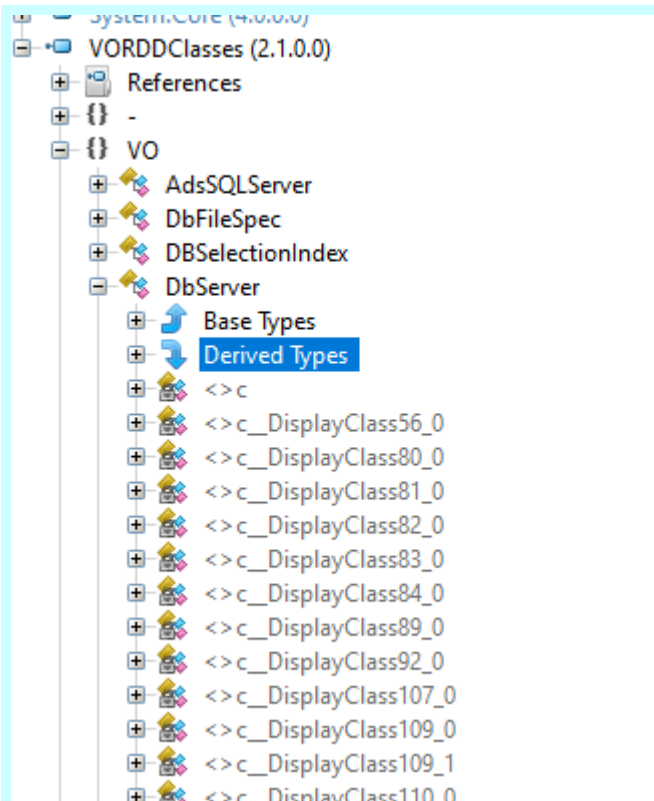 System.Core (4.0.0.0)
VORDDClasses (2.1.0.0)
References
{} -
{} VO
AdsSQLServer
DbFileSpec
DBSelectionIndex
DbServer
Base Types
Derived Types
<>c
<>c__DisplayClass56_0
<>c__DisplayClass80_0
<>c__DisplayClass81_0
<>c__DisplayClass82_0
<>c__DisplayClass83_0
<>c__DisplayClass84_0
<>c__DisplayClass89_0
<>c__DisplayClass92_0
<>c__DisplayClass107_0
<>c__DisplayClass109_0
<>c__DisplayClass109_1
<>c__DisplayClass110_0